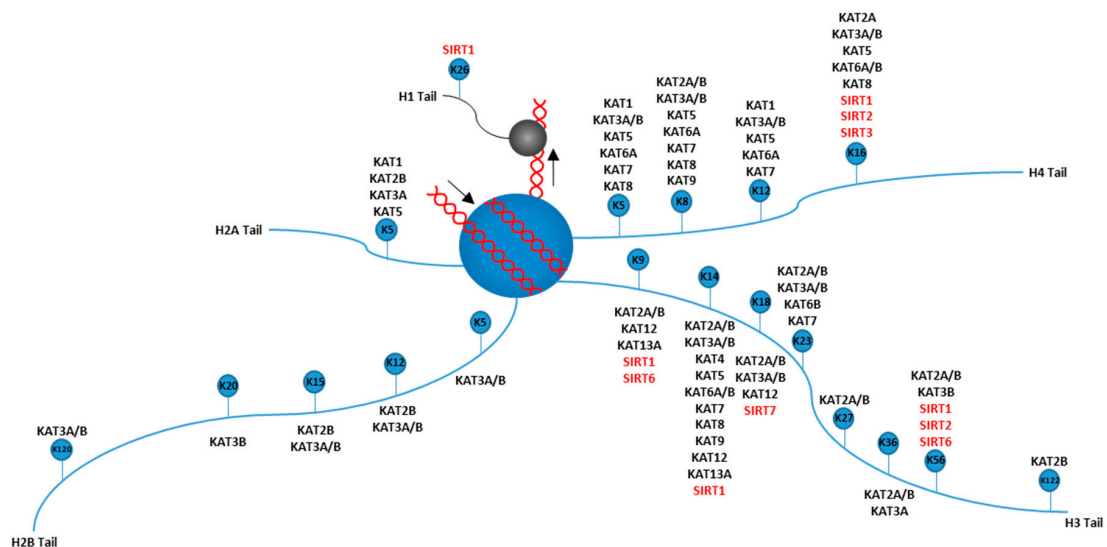 SIRT1
K26
H1 Tail
KAT1
KAT2B
KAT3A
KAT5
K5
H2A Tail
KAT1
KAT3A/B
KAT5
KAT6A
KAT7
KAT8
K5
KAT2A/B
KAT3A/B
KAT5
KAT6A
KAT7
KAT8
KAT9
K8
KAT1
KAT3A/B
KAT5
KAT6A
KAT7
K12
KAT2A
KAT3A/B
KAT5
KAT6A/B
KAT8
SIRT1
SIRT2
SIRT3
K16
H4 Tail
K9
KAT2A/B
KAT12
KAT13A
SIRT1
SIRT6
K14
KAT2A/B
KAT3A/B
KAT4
KAT5
KAT6A/B
KAT7
KAT8
KAT9
KAT12
KAT13A
SIRT1
K18
KAT2A/B
KAT3A/B
KAT12
SIRT7
KAT2A/B
KAT3A/B
KAT6B
KAT7
K23
KAT2A/B
K27
K36
KAT2A/B
KAT3A
KAT2A/B
KAT3B
SIRT1
SIRT2
SIRT6
K56
KAT2B
K122
H3 Tail
K5
KAT3A/B
K12
KAT2B
KAT3A/B
K15
KAT2B
KAT3A/B
K20
KAT3B
KAT3A/B
K120
H2B Tail